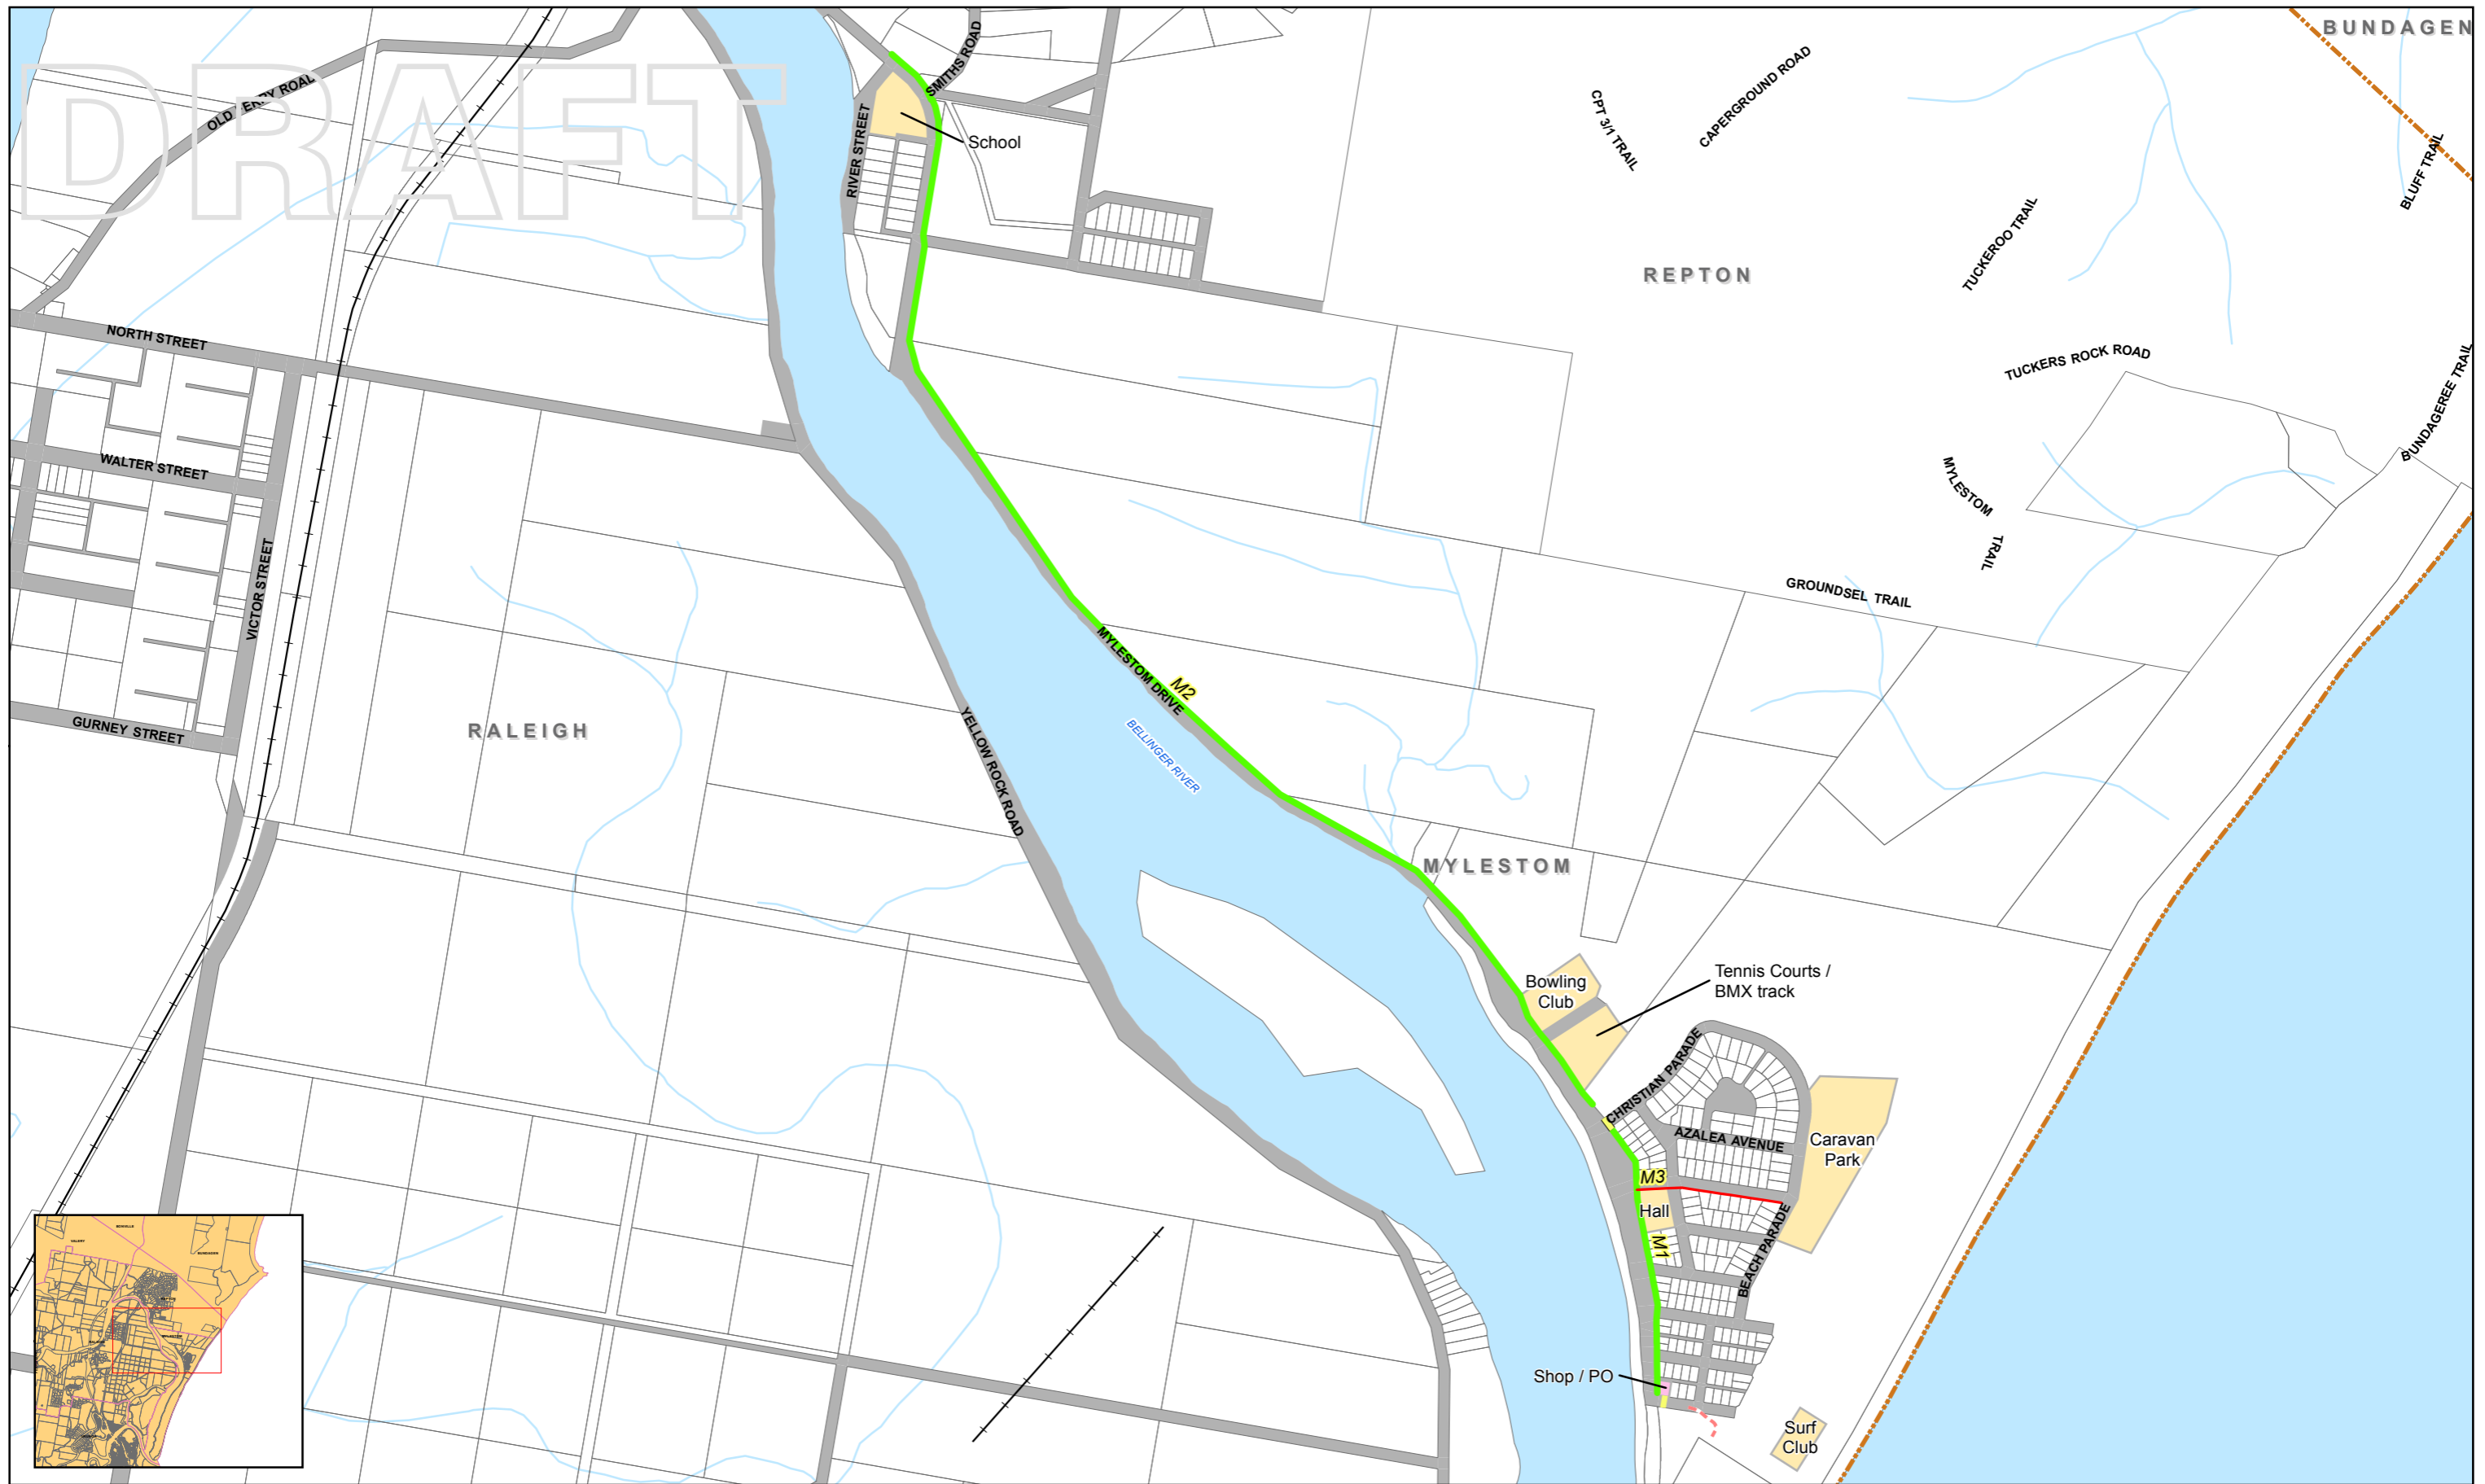 BUNDAGEN
DRAFT
OLD FERRY ROAD
SMITHS ROAD
RIVER STREET
School
CPT 3/1 TRAIL
CAPERGROUND ROAD
BLUFF TRAIL
TUCKEROO TRAIL
REPTON
NORTH STREET
TUCKERS ROCK ROAD
BUNDAGEREE TRAIL
WALTER STREET
MYLESTOM
TRAIL
VICTOR STREET
GROUNDSEL TRAIL
MYLESTOM DRIVE
M2
GURNEY STREET
RALEIGH
YELLOW ROCK ROAD
BELLINGER RIVER
MYLESTOM
Bowling
Club
Tennis Courts /
BMX track
CHRISTIAN PARADE
AZALEA AVENUE
Caravan
Park
M3
Hall
M1
BEACH PARADE
Shop / PO
Surf
Club